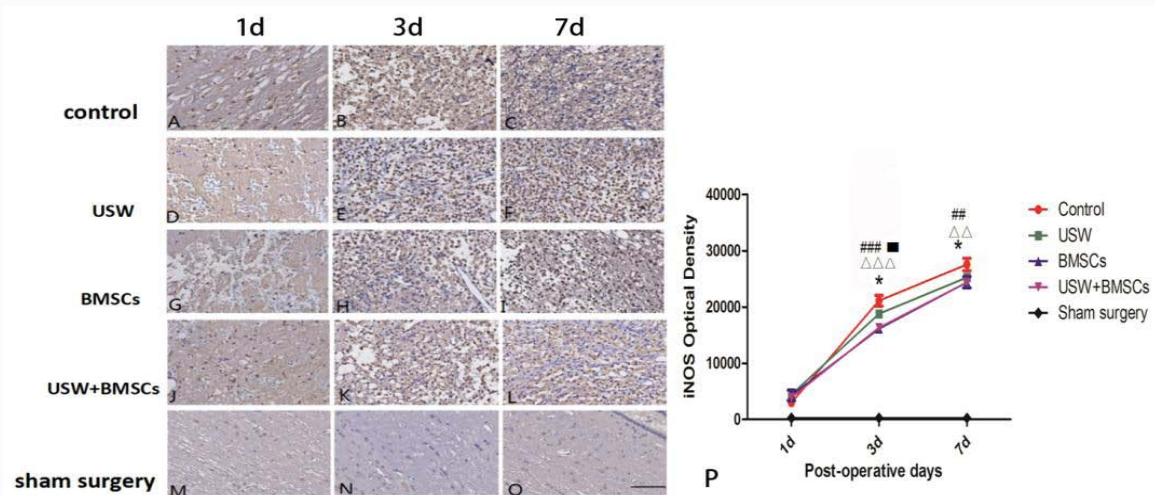 1d 3d 7d
control
A B C
USW
D E F
BMSCs
G H I
USW+BMSCs
J K L
sham surgery
M N O
iNOS Optical Density
40000
30000
20000
10000
0
### ■
△△△
*
##
△△
*
1d 3d 7d
Post-operative days
P
Control
USW
BMSCs
USW+BMSCs
Sham surgery